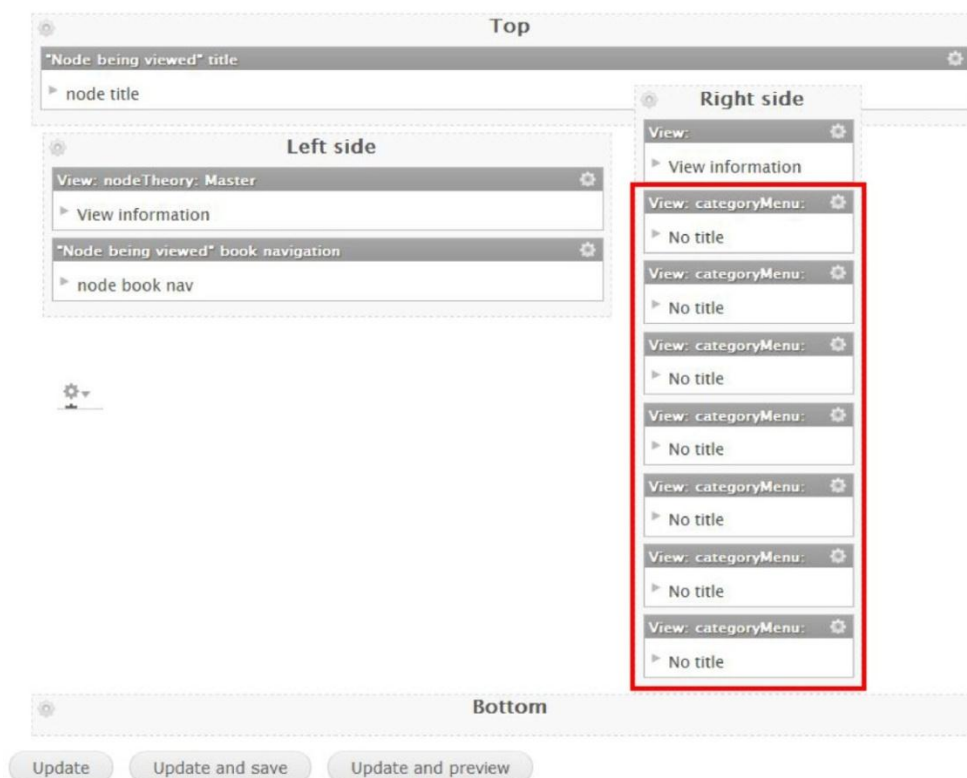 Top
"Node being viewed" title
node title
Left side
View: nodeTheory: Master
View information
"Node being viewed" book navigation
node book nav
Right side
View:
View information
View: categoryMenu:
No title
View: categoryMenu:
No title
View: categoryMenu:
No title
View: categoryMenu:
No title
View: categoryMenu:
No title
View: categoryMenu:
No title
View: categoryMenu:
No title
Bottom
Update
Update and save
Update and preview